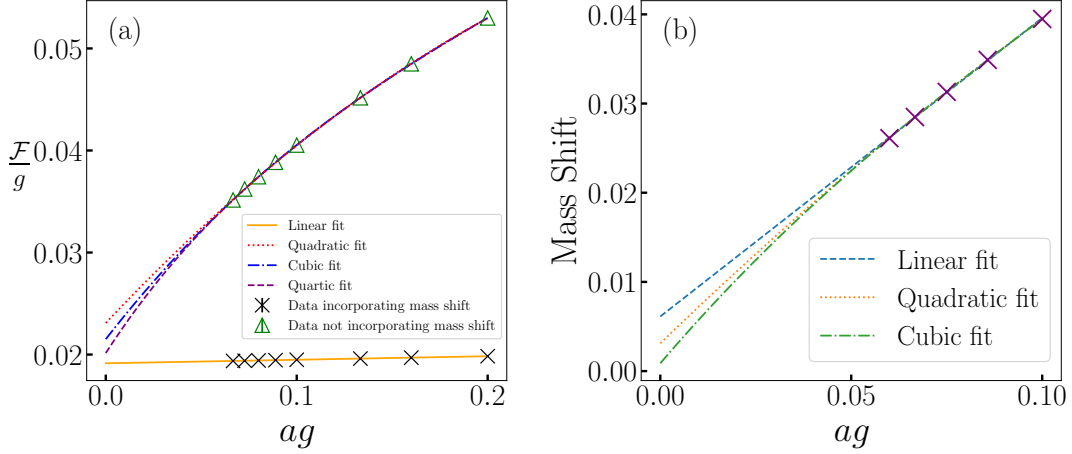 (a)
0.05
0.04
0.03
0.02
𝓕/g
Linear fit
Quadratic fit
Cubic fit
Quartic fit
Data incorporating mass shift
Data not incorporating mass shift
0.0
0.1
0.2
ag
(b)
0.04
0.03
0.02
0.01
0.00
Mass Shift
Linear fit
Quadratic fit
Cubic fit
0.00
0.05
0.10
ag